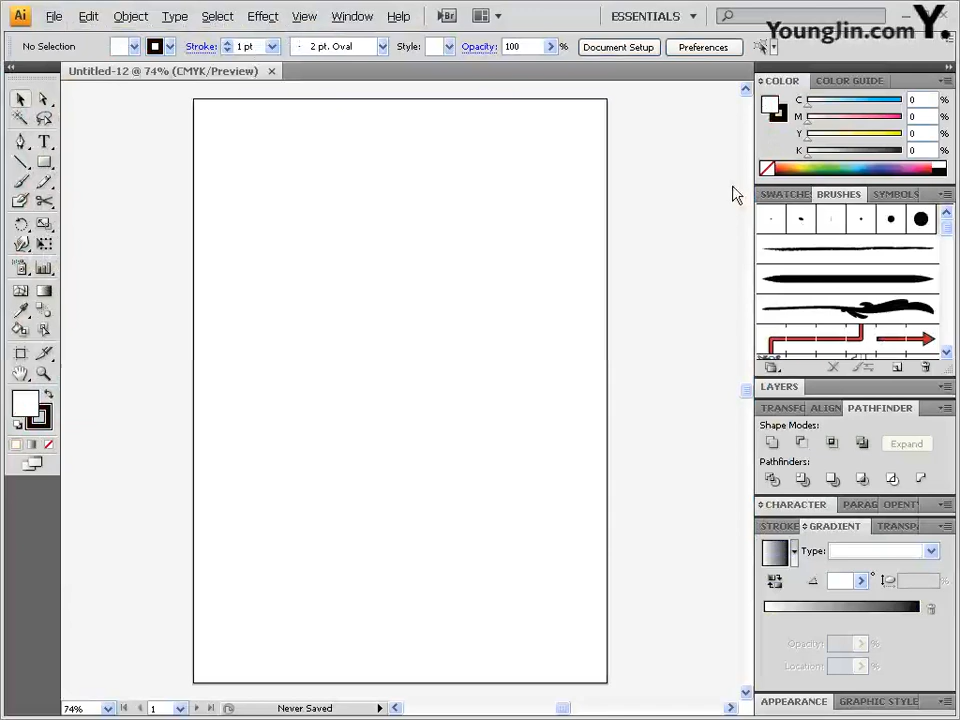 Ai File Edit Object Type Select Effect View Window Help Br ESSENTIALS
YoungJin.com Y.
No Selection Stroke: 1 pt 2 pt. Oval Style: Opacity: 100 % Document Setup Preferences
Untitled-12 @ 74% (CMYK/Preview)
COLOR COLOR GUIDE
C 0 %
M 0 %
Y 0 %
K 0 %
SWATCHE BRUSHES SYMBOLS
LAYERS
TRANSFC ALIGN PATHFINDER
Shape Modes:
Expand
Pathfinders:
CHARACTER PARAG OPENT
STROKE GRADIENT TRANSP
Type:
°
%
Opacity: %
Location: %
APPEARANCE GRAPHIC STYLE
74% 1 Never Saved